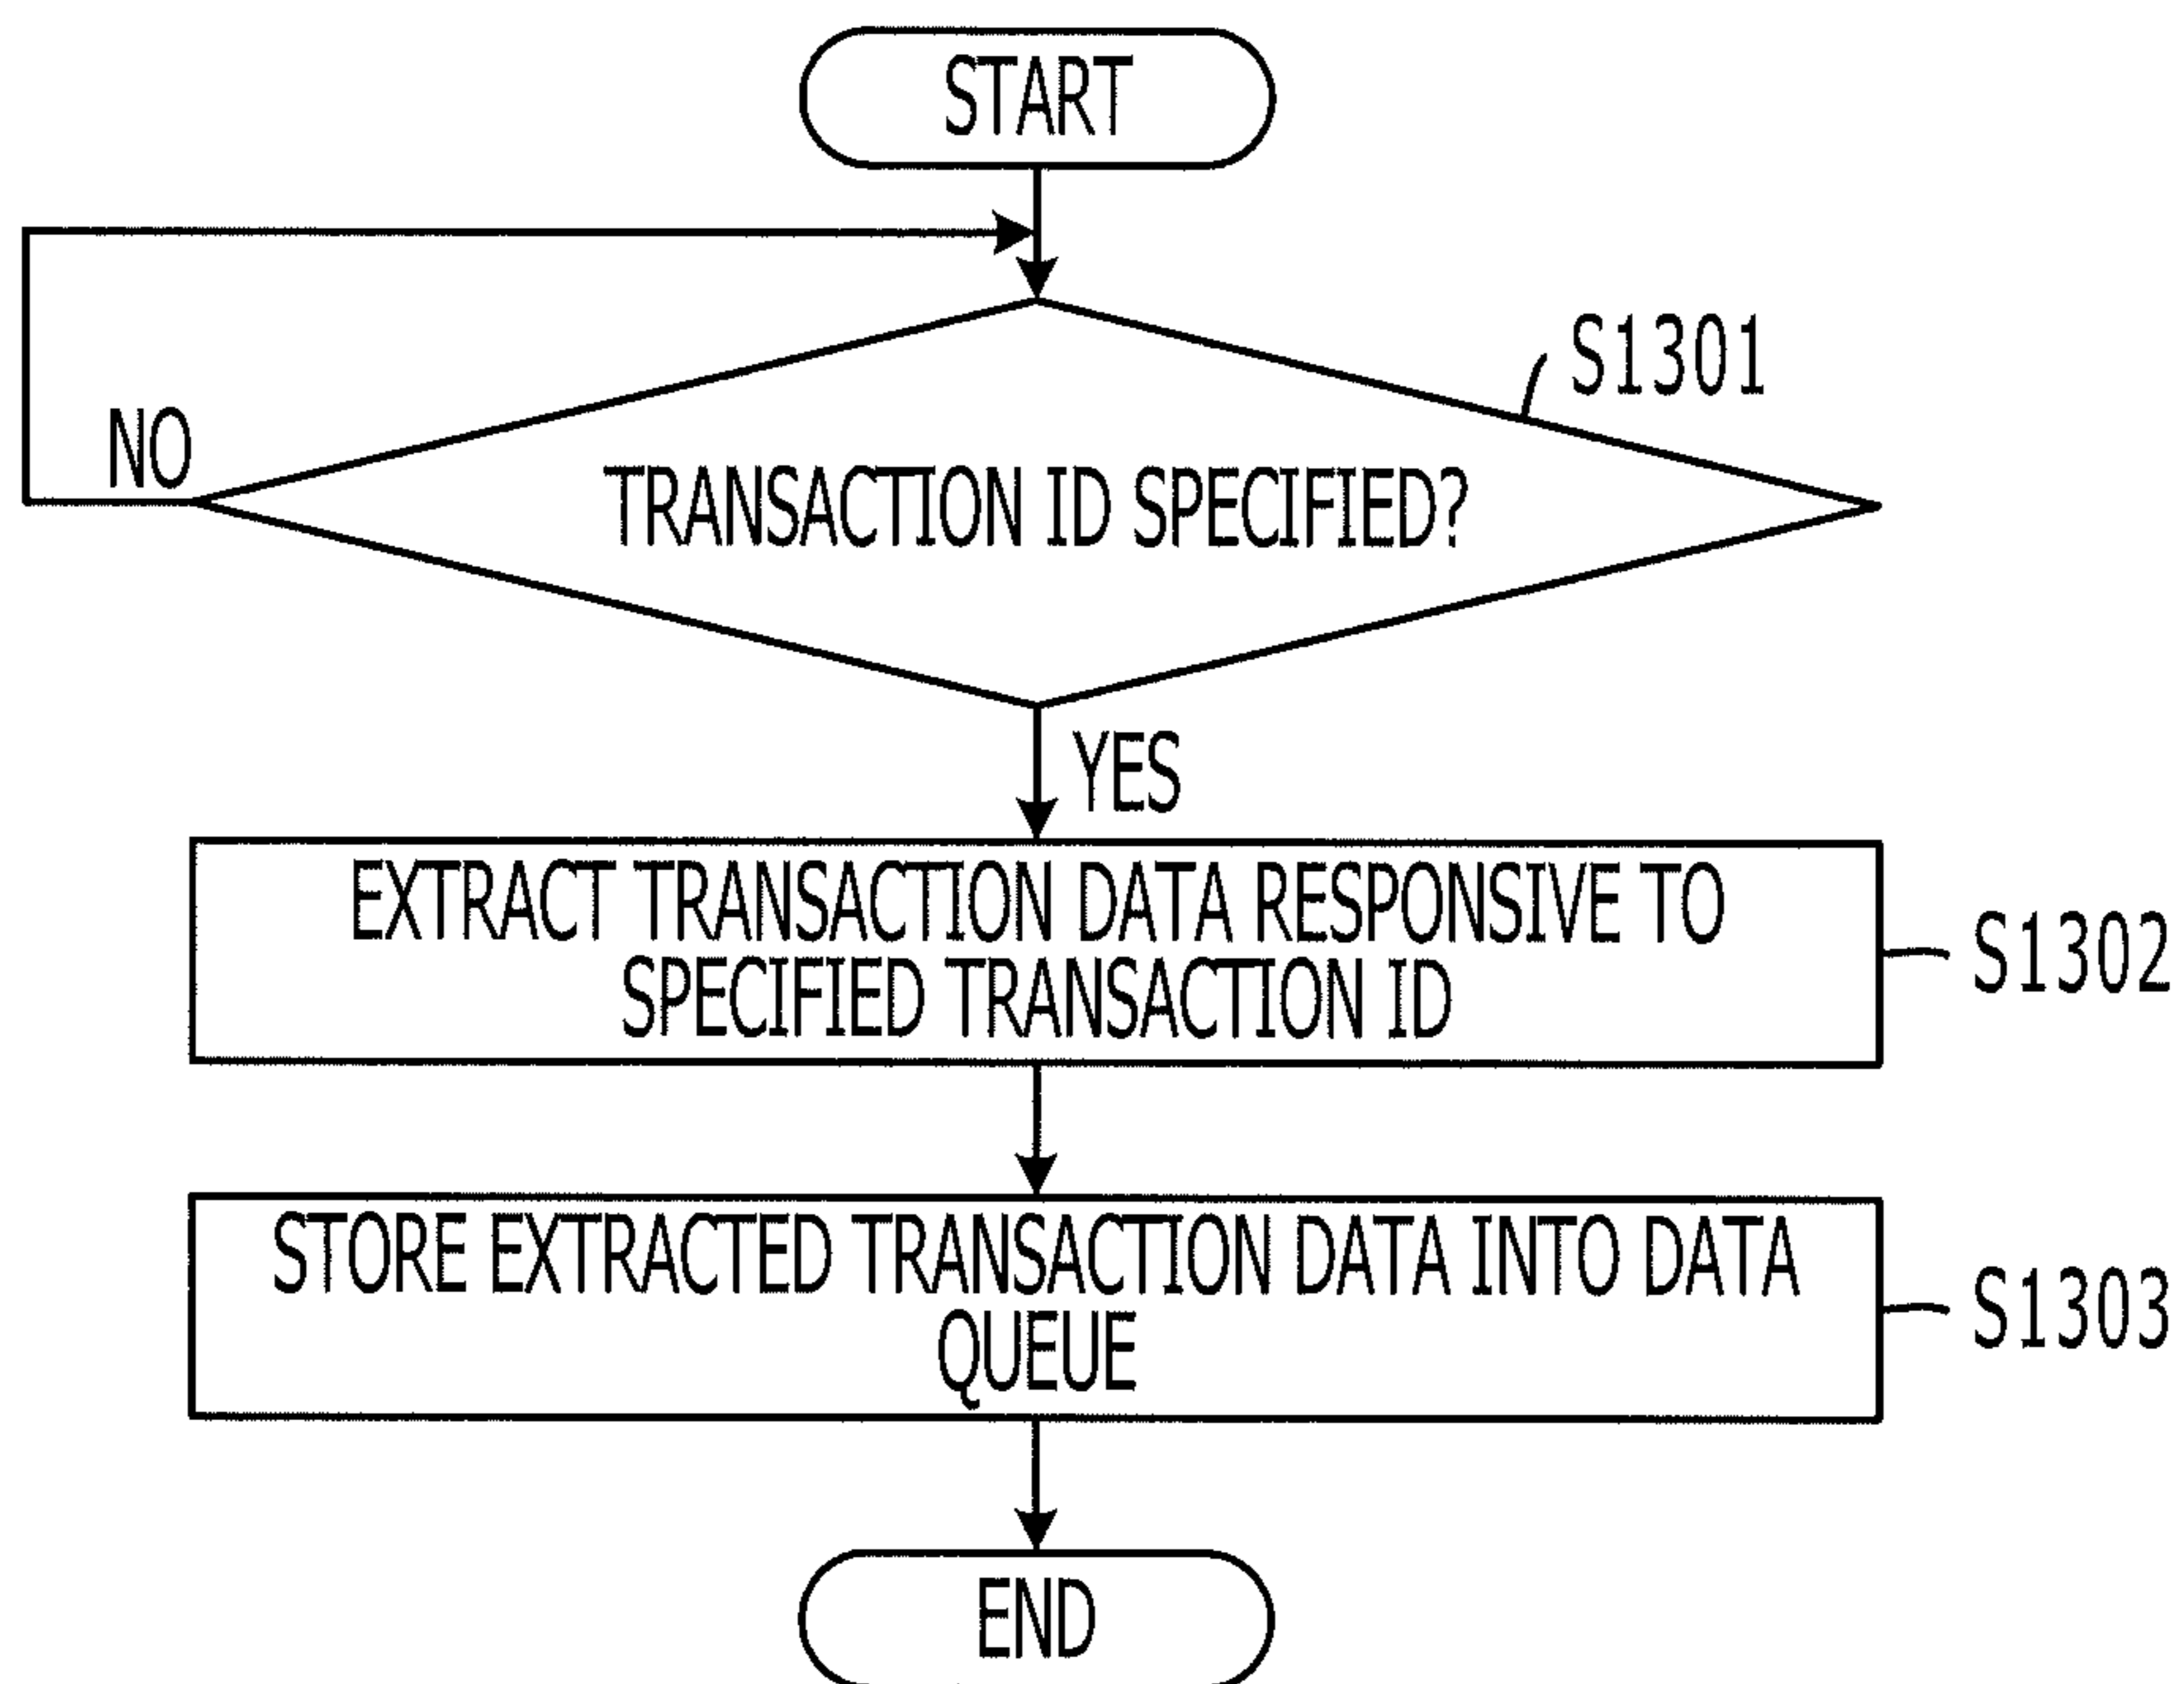 START
S1301
NO
TRANSACTION ID SPECIFIED?
YES
EXTRACT TRANSACTION DATA RESPONSIVE TO
SPECIFIED TRANSACTION ID
S1302
STORE EXTRACTED TRANSACTION DATA INTO DATA
QUEUE
S1303
END